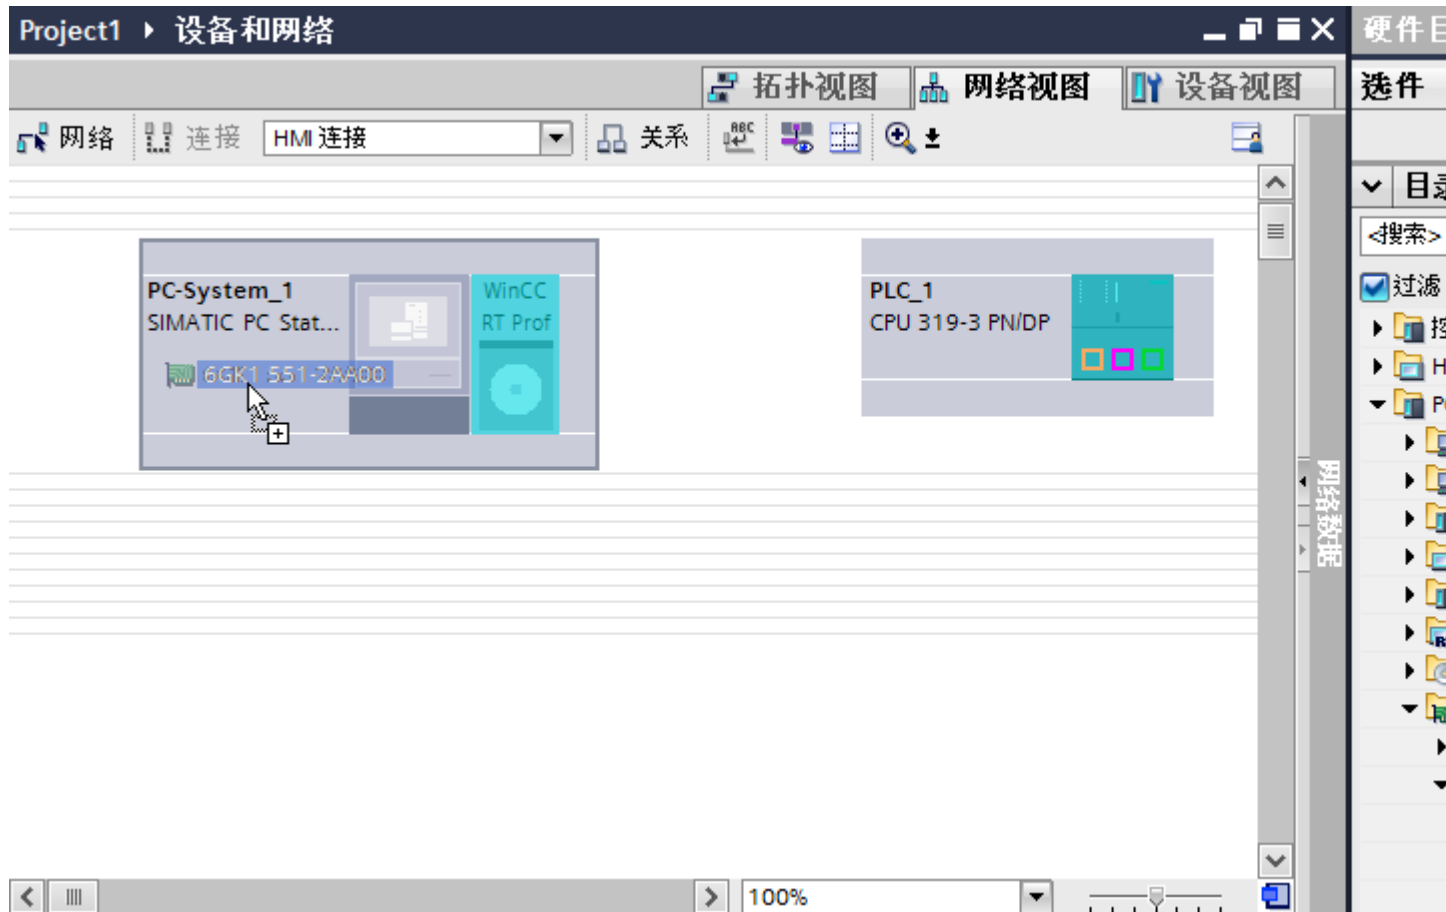 Project1 ▸ 设备和网络
硬件目
拓扑视图 网络视图 设备视图
选件
网络 连接 HMI 连接 关系
目录
<搜索>
过滤
PC-System_1
SIMATIC PC Stat...
WinCC
RT Prof
6GK1 551-2AA00
PLC_1
CPU 319-3 PN/DP
网络数据
100%